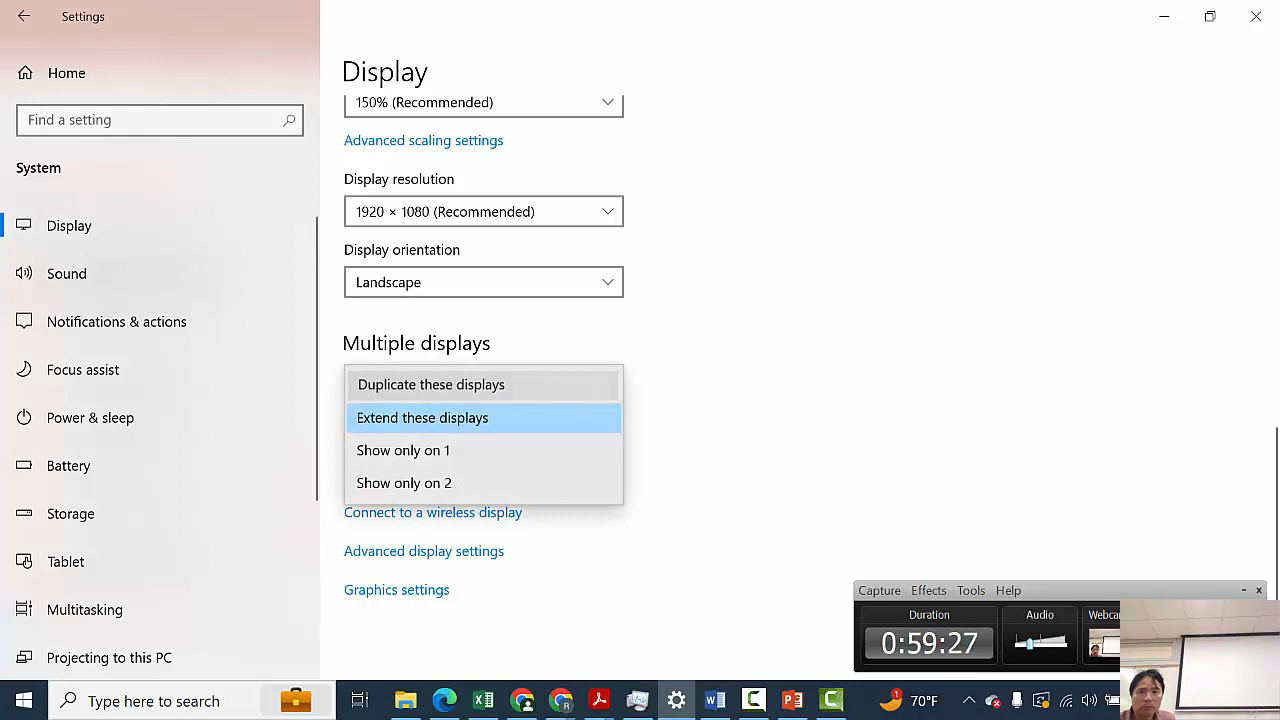 Settings
Home
Find a setting
System
Display
Sound
Notifications & actions
Focus assist
Power & sleep
Battery
Storage
Tablet
Multitasking
Projecting to this PC
Display
150% (Recommended)
Advanced scaling settings
Display resolution
1920 × 1080 (Recommended)
Display orientation
Landscape
Multiple displays
Duplicate these displays
Extend these displays
Show only on 1
Show only on 2
Connect to a wireless display
Advanced display settings
Graphics settings
Capture Effects Tools Help
Duration Audio Webca
0:59:27
Type here to search
1 70°F